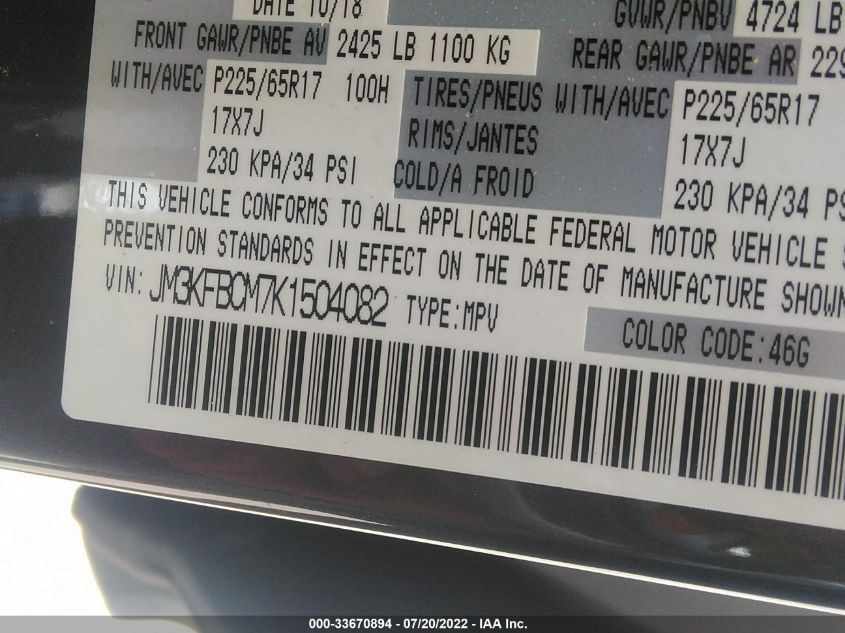 DATE 10/18
GVWR/PNBV 4724 LB
FRONT GAWR/PNBE AV 2425 LB 1100 KG
REAR GAWR/PNBE AR 229
WITH/AVEC P225/65R17 100H TIRES/PNEUS WITH/AVEC P225/65R17
17X7J RIMS/JANTES 17X7J
230 KPA/34 PSI COLD/A FROID 230 KPA/34 PS
THIS VEHICLE CONFORMS TO ALL APPLICABLE FEDERAL MOTOR VEHICLE
PREVENTION STANDARDS IN EFFECT ON THE DATE OF MANUFACTURE SHOWN
VIN: JM3KFBCM7K1504082 TYPE:MPV
COLOR CODE:46G
000-33670894 / 07/20/2022 - IAA Inc.